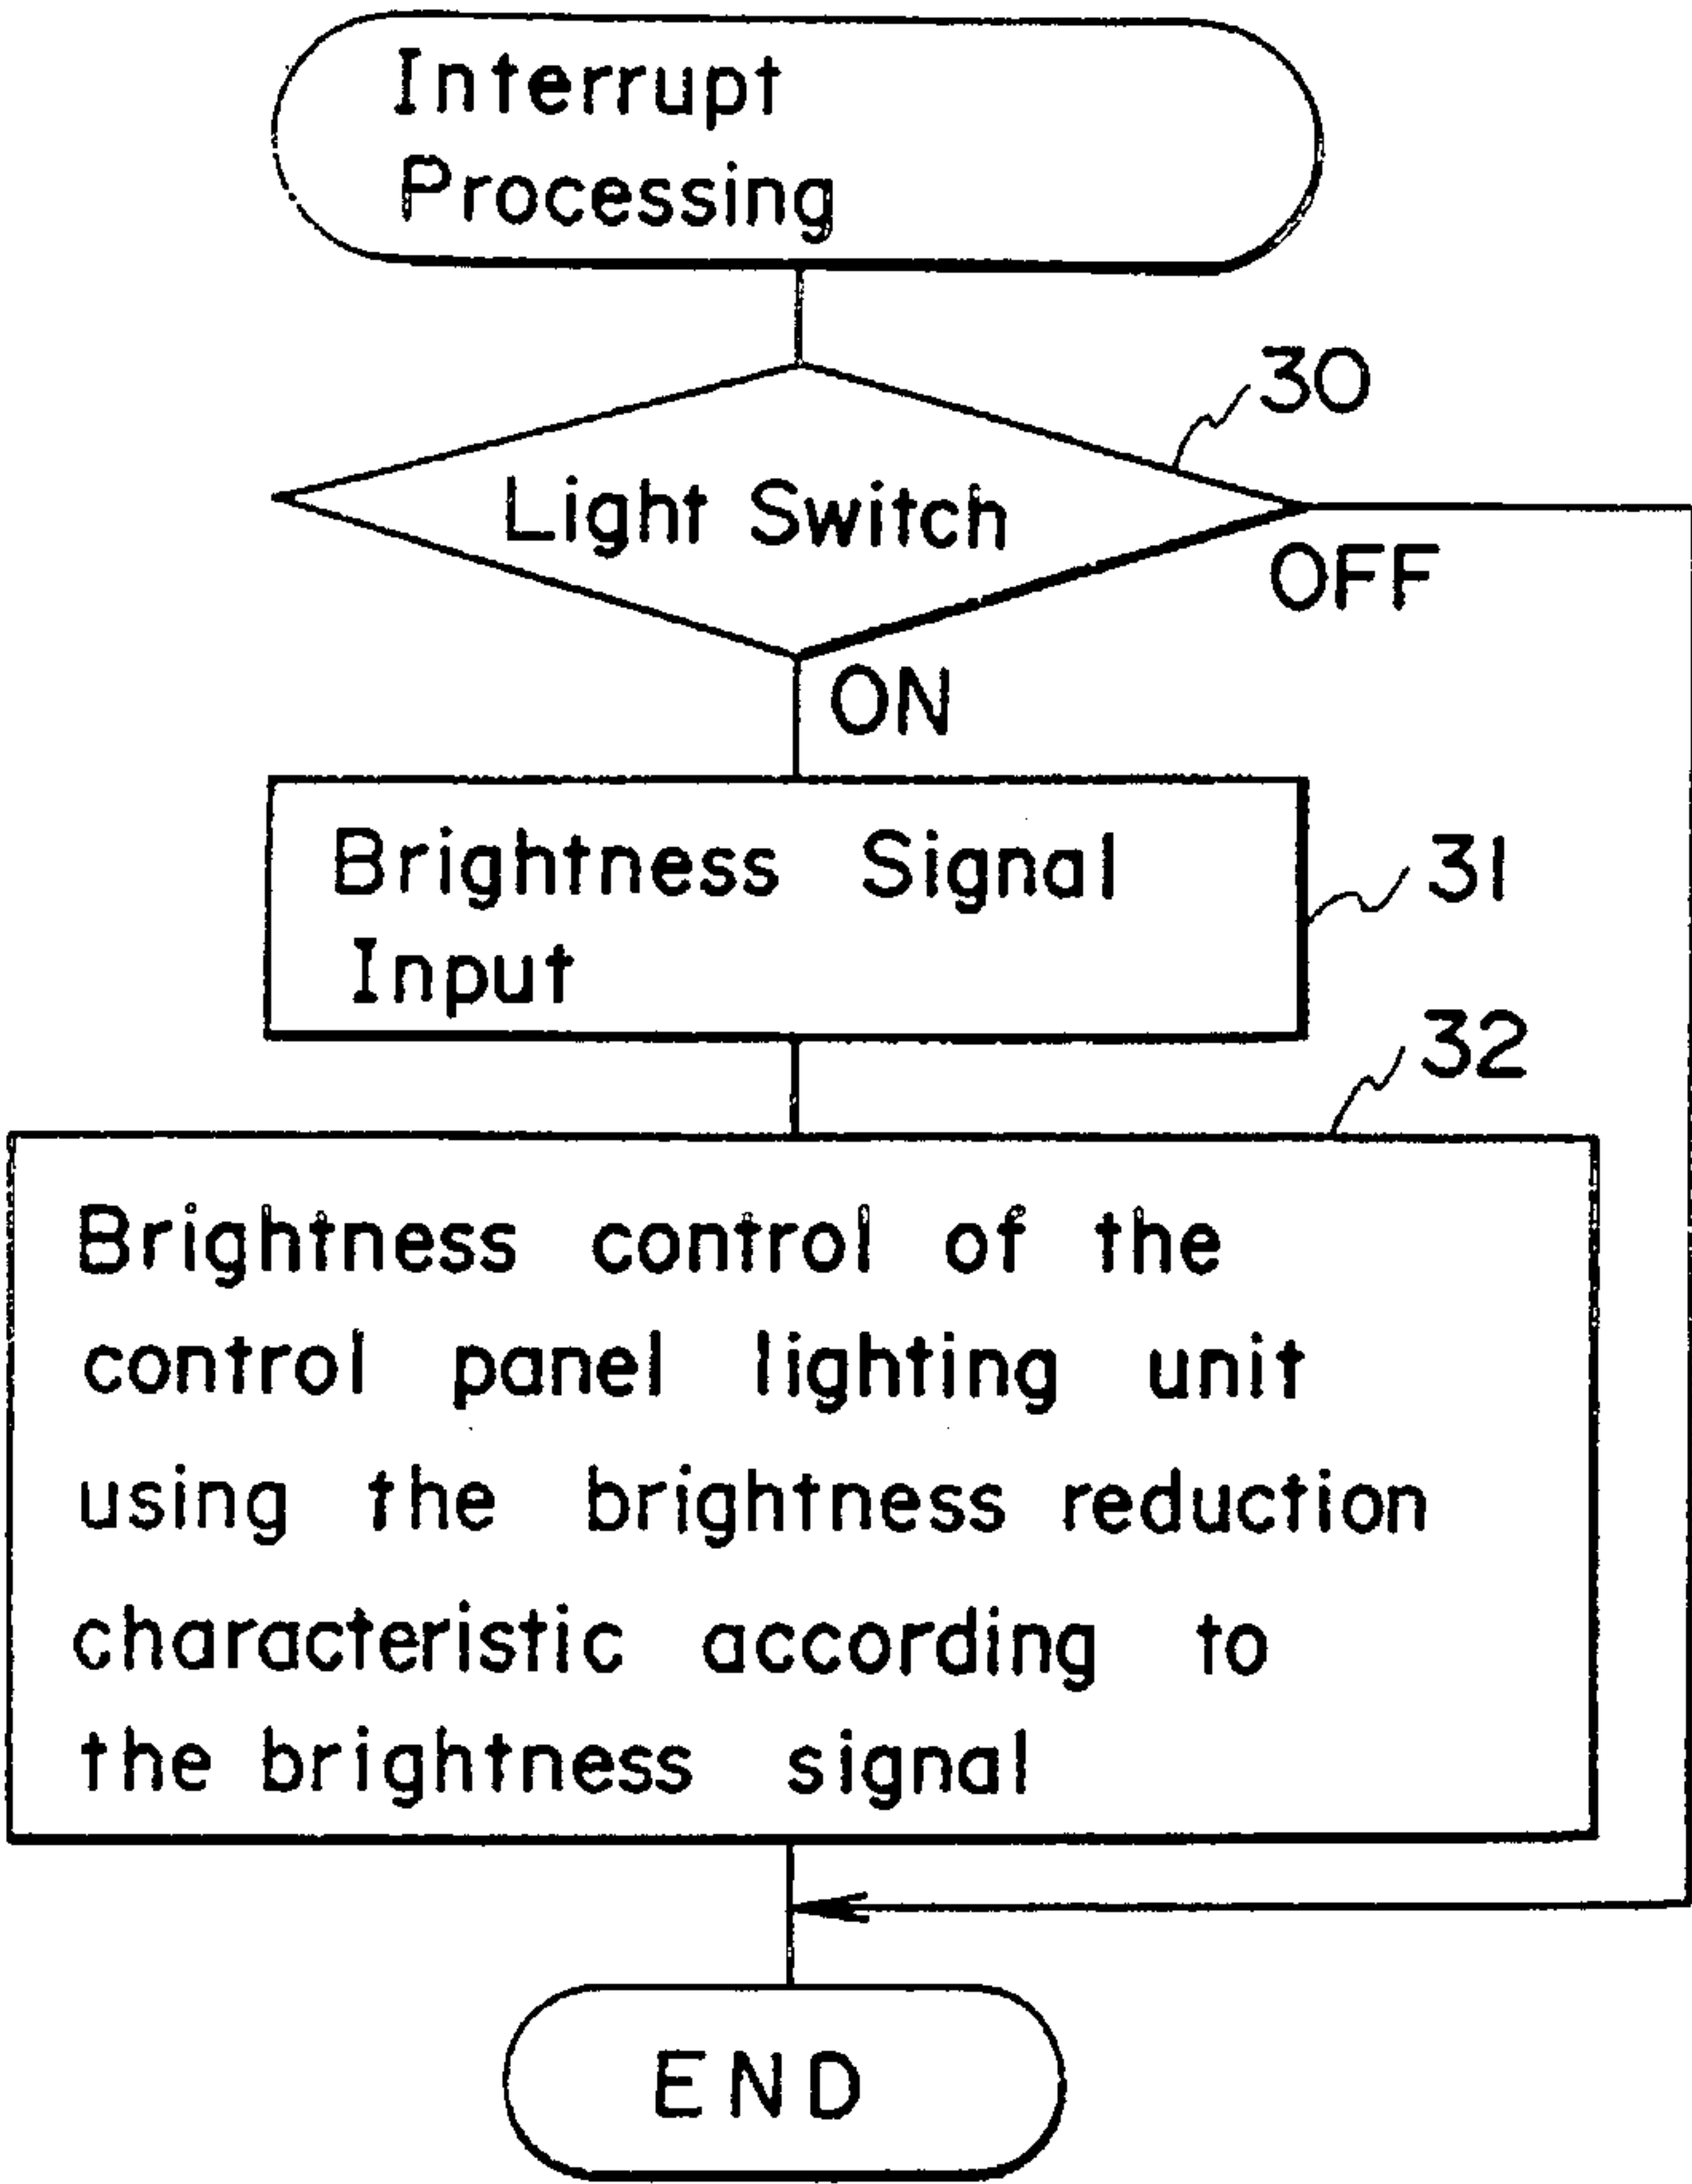 Interrupt
Processing
30
Light Switch
OFF
ON
Brightness Signal
Input
31
32
Brightness control of the
control panel lighting unit
using the brightness reduction
characteristic according to
the brightness signal
END